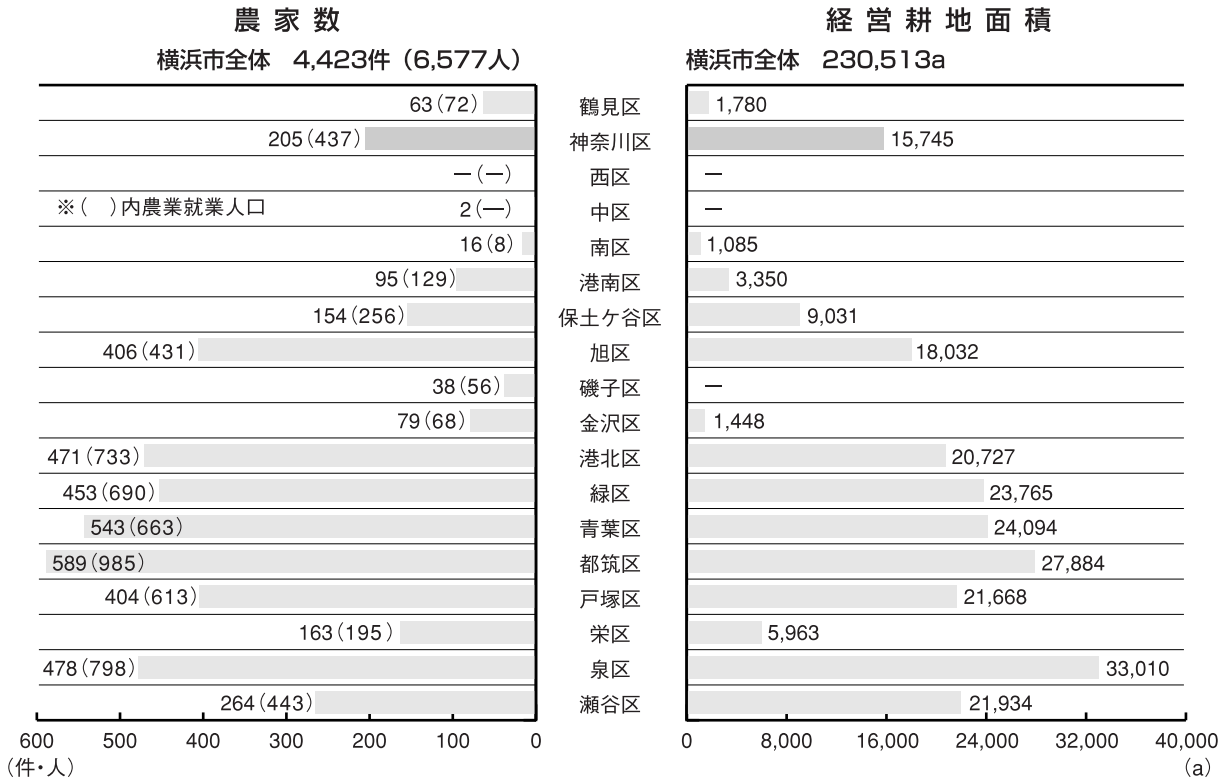 農家数 経営耕地面積
横浜市全体 4,423件（6,577人） 横浜市全体 230,513a
63(72) 鶴見区 1,780
205(437) 神奈川区 15,745
―(―) 西区 ―
※( )内農業就業人口 2(―) 中区 ―
16(8) 南区 1,085
95(129) 港南区 3,350
154(256) 保土ケ谷区 9,031
406(431) 旭区 18,032
38(56) 磯子区 ―
79(68) 金沢区 1,448
471(733) 港北区 20,727
453(690) 緑区 23,765
543(663) 青葉区 24,094
589(985) 都筑区 27,884
404(613) 戸塚区 21,668
163(195) 栄区 5,963
478(798) 泉区 33,010
264(443) 瀬谷区 21,934
600 500 400 300 200 100 0 0 8,000 16,000 24,000 32,000 40,000
(件・人) (a)